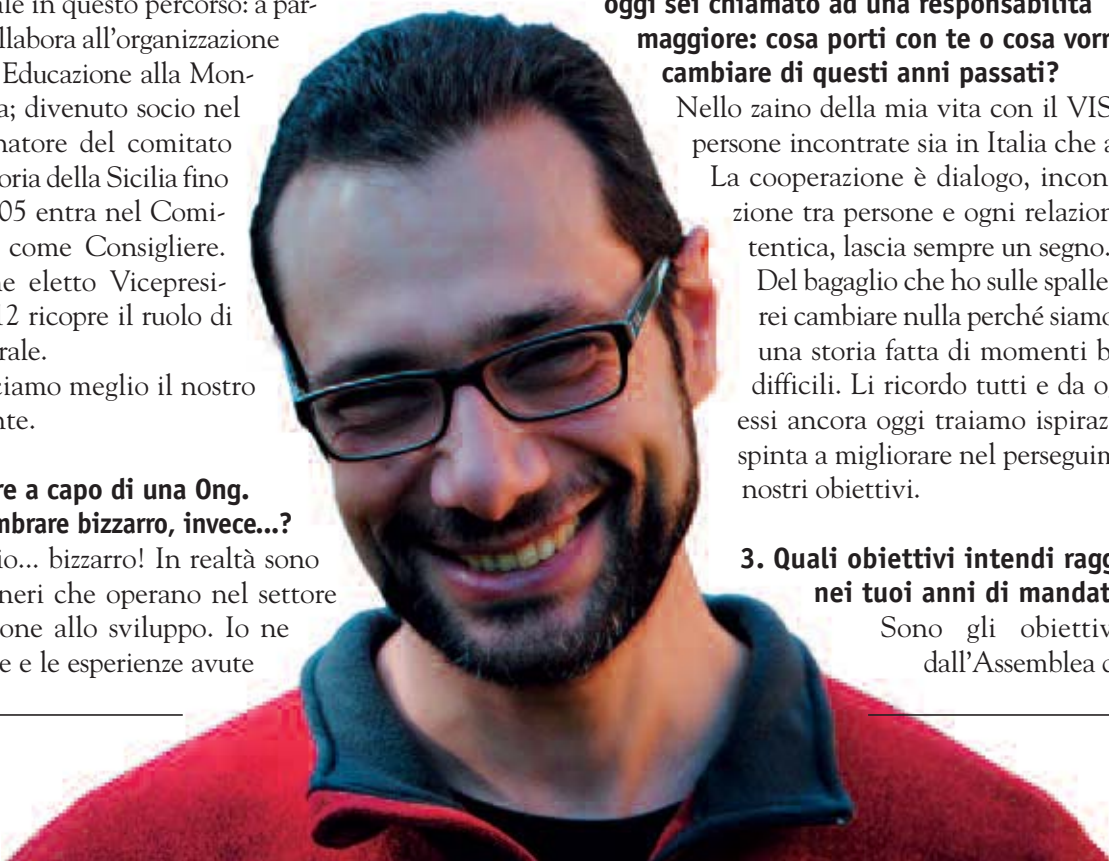 ale in questo percorso: a par-
llabora all'organizzazione
Educazione alla Mon-
a; divenuto socio nel
natore del comitato
oria della Sicilia fino
05 entra nel Comi-
come Consigliere.
ne eletto Vicepresi-
12 ricopre il ruolo di
rale.
ciamo meglio il nostro
nte.
re a capo di una Ong.
mbrare bizzarro, invece...?
io... bizzarro! In realtà sono
neri che operano nel settore
one allo sviluppo. Io ne
e e le esperienze avute
oggi sei chiamato ad una responsabilità
maggiore: cosa porti con te o cosa vorr
cambiare di questi anni passati?
Nello zaino della mia vita con il VIS
persone incontrate sia in Italia che a
La cooperazione è dialogo, incon
zione tra persone e ogni relazion
tentica, lascia sempre un segno.
Del bagaglio che ho sulle spalle
rei cambiare nulla perché siamo
una storia fatta di momenti b
difficili. Li ricordo tutti e da o
essi ancora oggi traiamo ispiraz
spinta a migliorare nel perseguim
nostri obiettivi.
3. Quali obiettivi intendi ragg
nei tuoi anni di mandat
Sono gli obiettiv
dall'Assemblea c